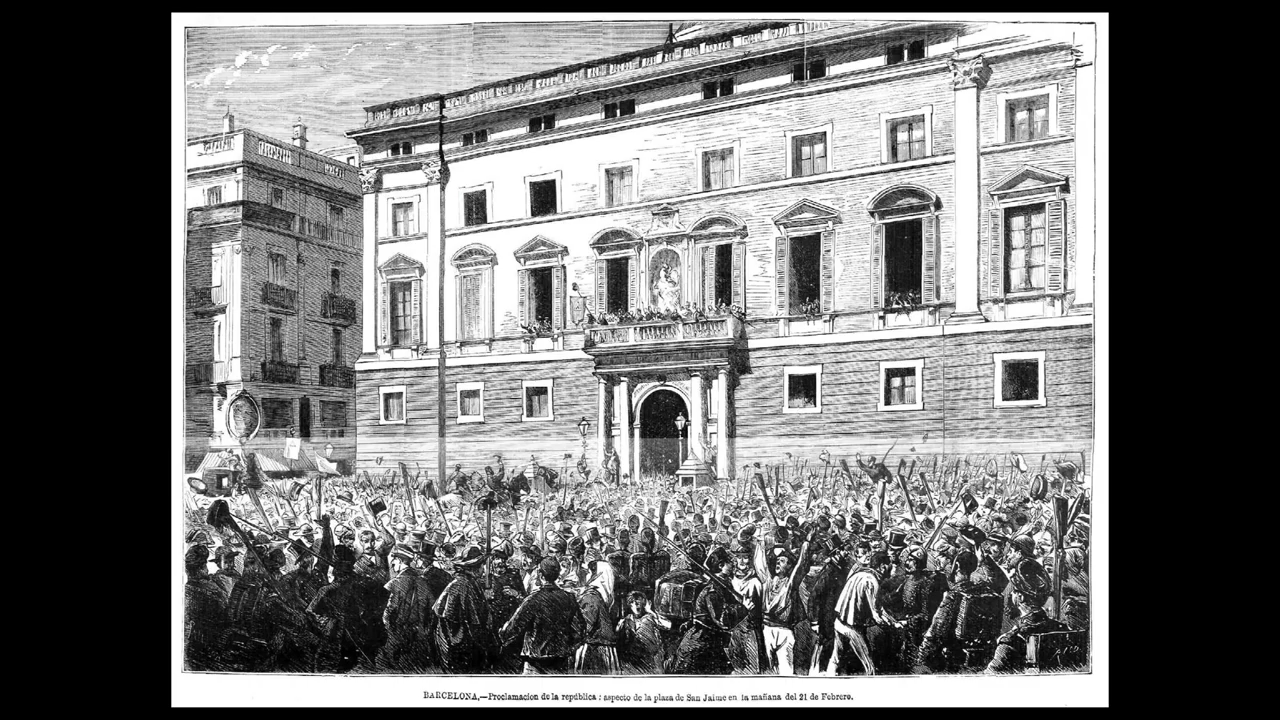 BARCELONA.—Proclamacion de la república: aspecto de la plaza de San Jaime en la mañana del 21 de Febrero.
RICO